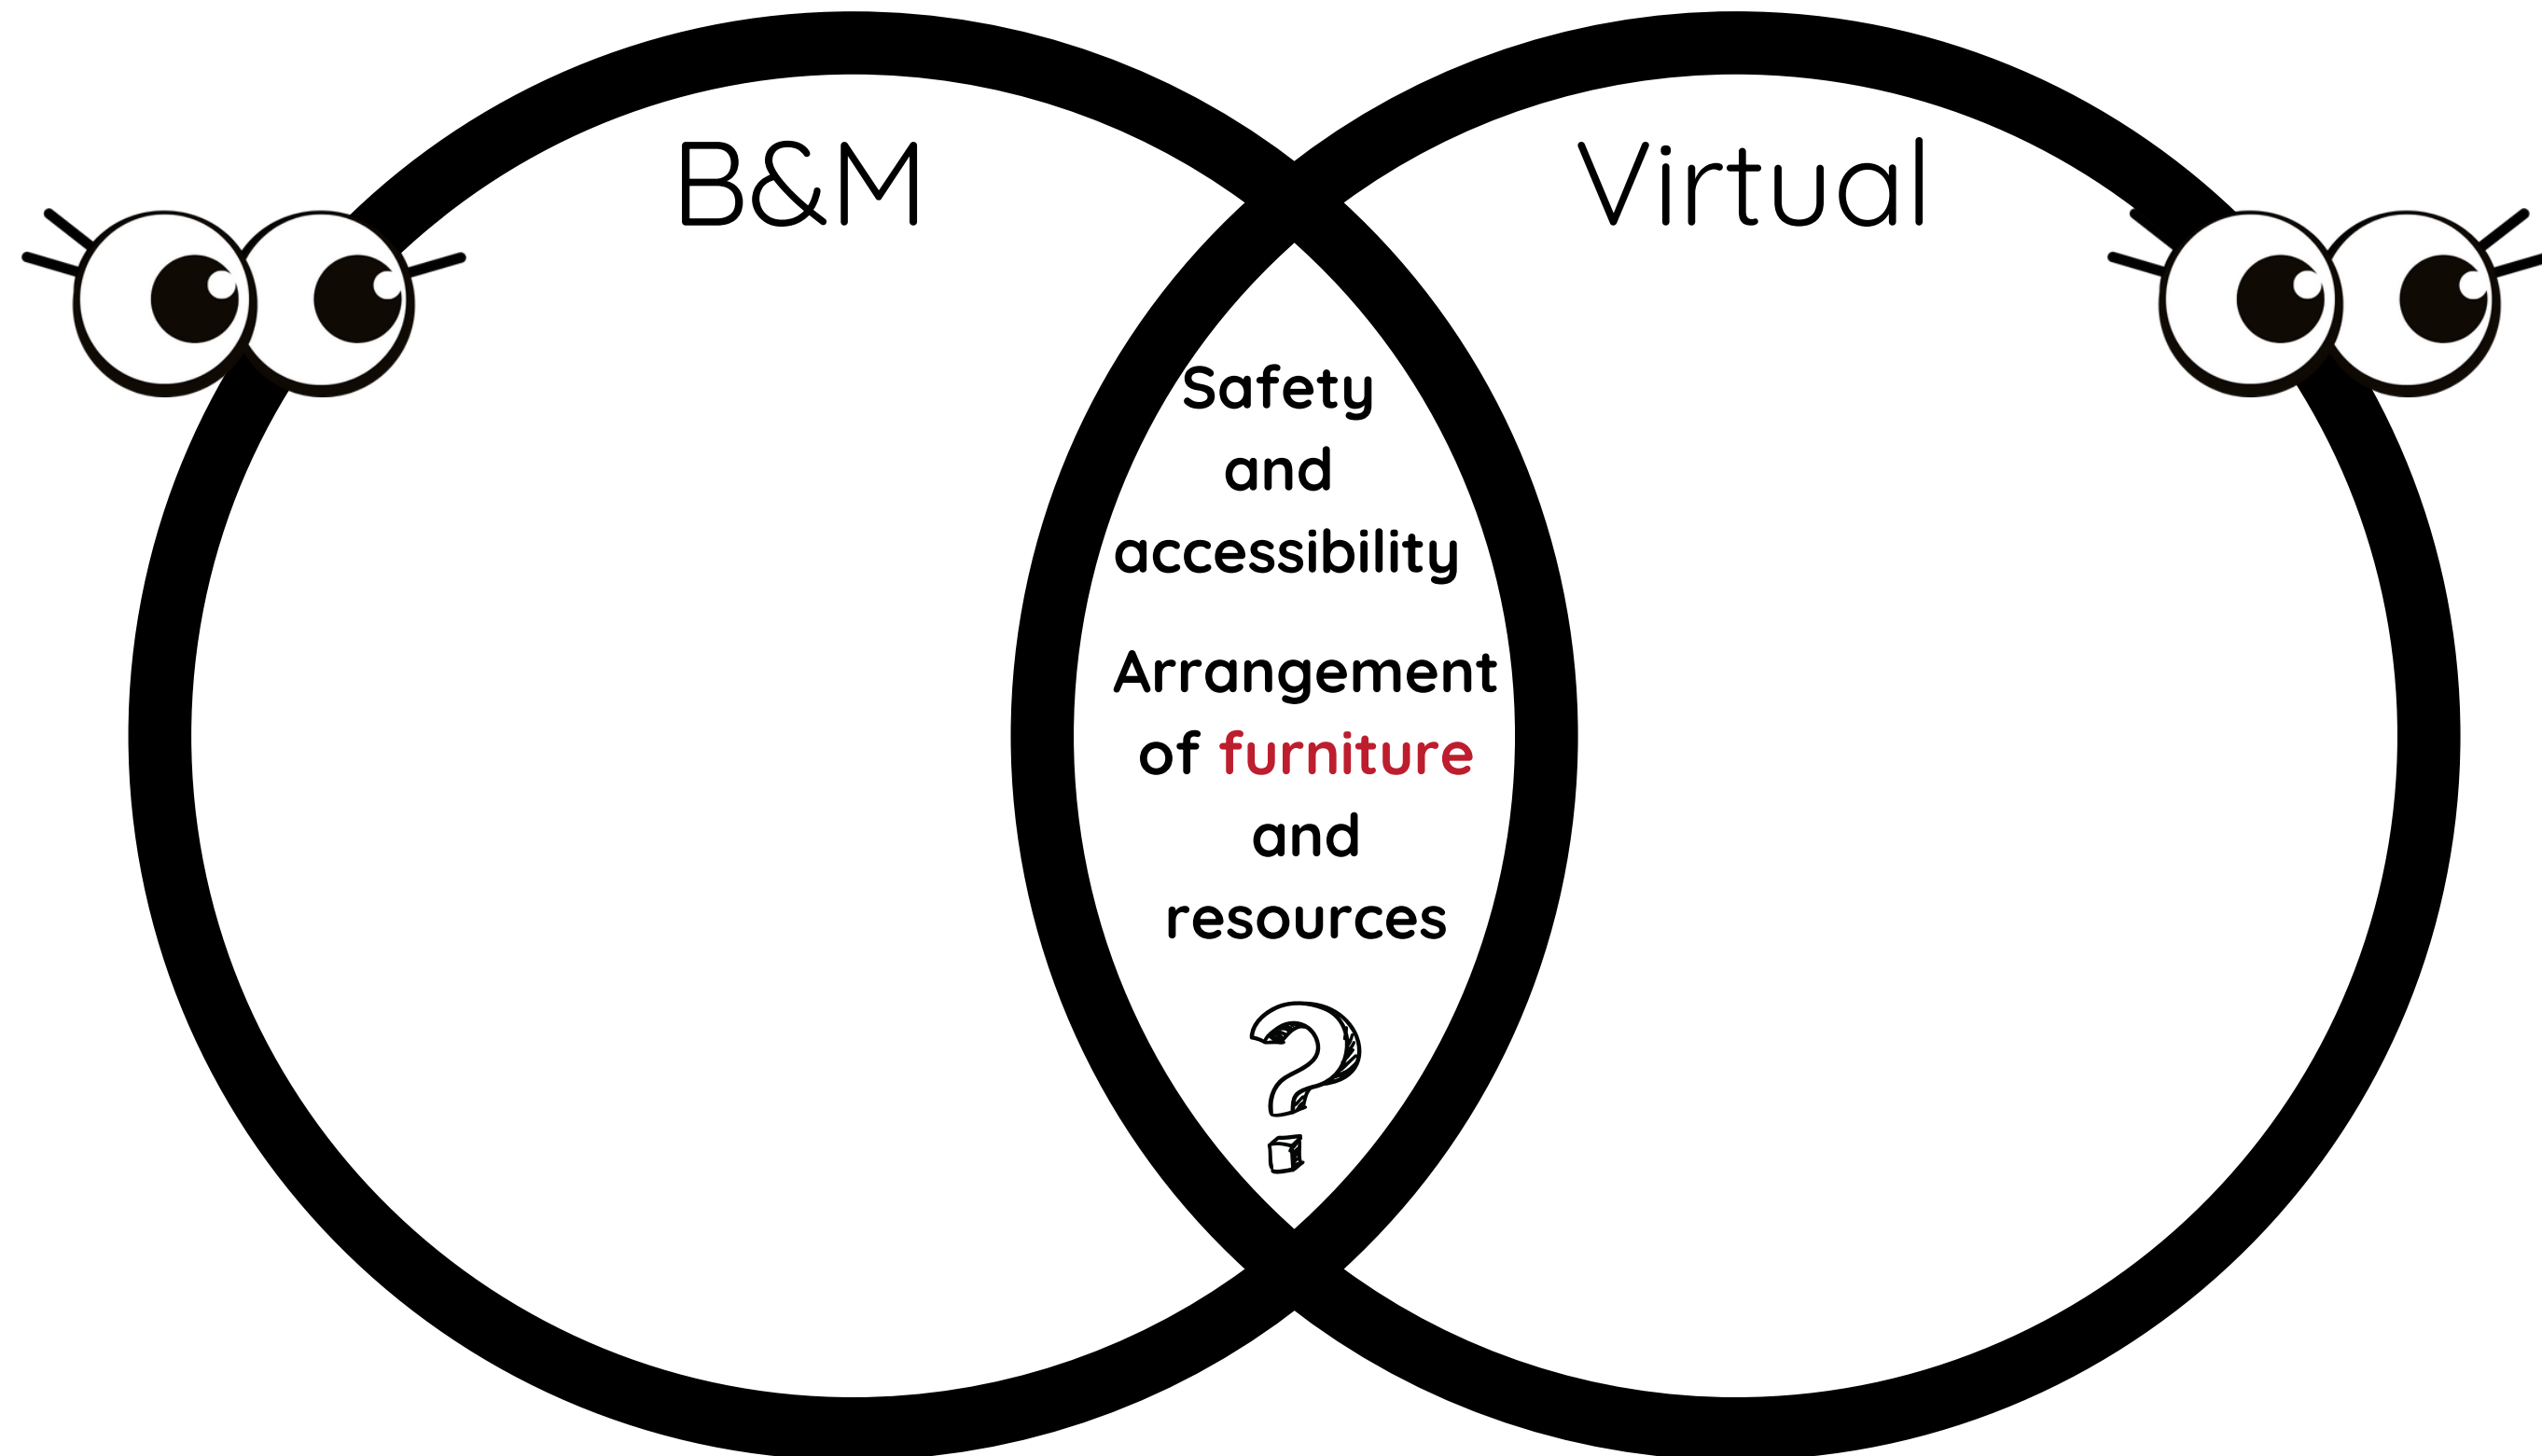 B&M
Virtual
Safety
and
accessibility
Arrangement
of furniture
and
resources
?